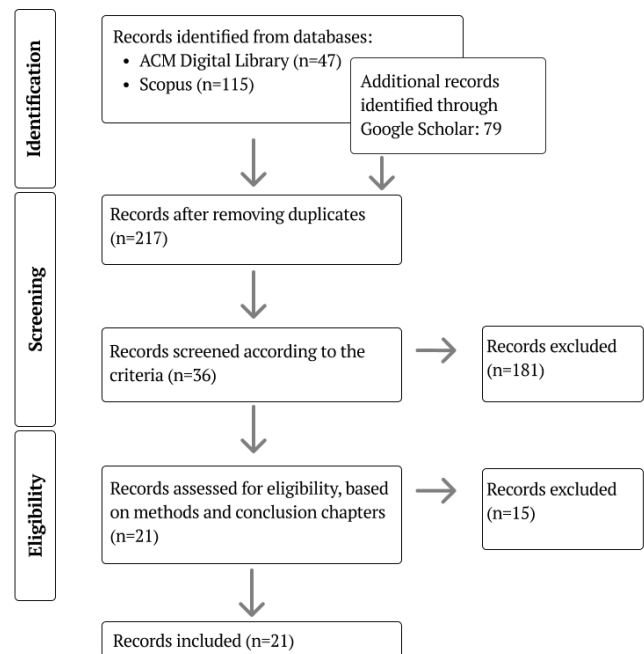 Identification
Records identified from databases:
• ACM Digital Library (n=47)
• Scopus (n=115)
Additional records
identified through
Google Scholar: 79
Screening
Records after removing duplicates
(n=217)
Records screened according to the
criteria (n=36)
Records excluded
(n=181)
Eligibility
Records assessed for eligibility, based
on methods and conclusion chapters
(n=21)
Records excluded
(n=15)
Records included (n=21)